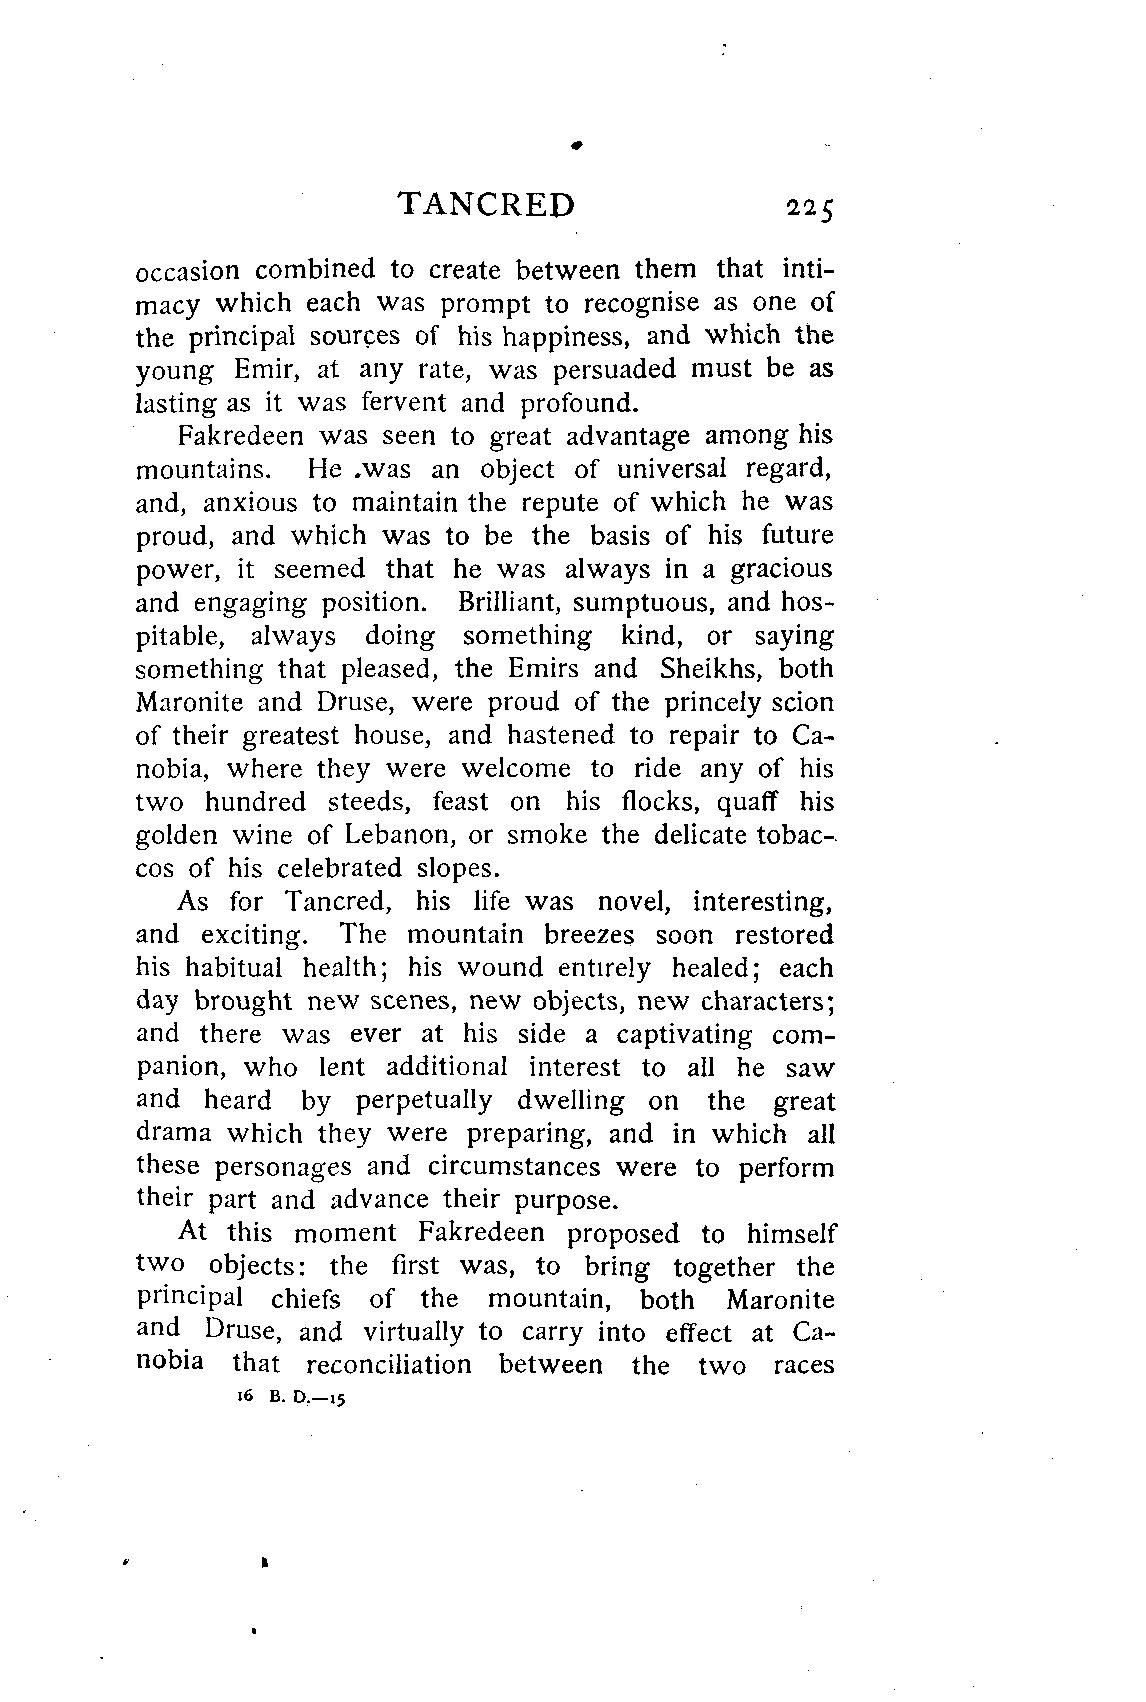 TANCRED 225
occasion combined to create between them that inti-
macy which each was prompt to recognise as one of
the principal sources of his happiness, and which the
young Emir, at any rate, was persuaded must be as
lasting as it was fervent and profound.
Fakredeen was seen to great advantage among his
mountains. He was an object of universal regard,
and, anxious to maintain the repute of which he was
proud, and which was to be the basis of his future
power, it seemed that he was always in a gracious
and engaging position. Brilliant, sumptuous, and hos-
pitable, always doing something kind, or saying
something that pleased, the Emirs and Sheikhs, both
Maronite and Druse, were proud of the princely scion
of their greatest house, and hastened to repair to Ca-
nobia, where they were welcome to ride any of his
two hundred steeds, feast on his flocks, quaff his
golden wine of Lebanon, or smoke the delicate tobac-
cos of his celebrated slopes.
As for Tancred, his life was novel, interesting,
and exciting. The mountain breezes soon restored
his habitual health; his wound entirely healed; each
day brought new scenes, new objects, new characters;
and there was ever at his side a captivating com-
panion, who lent additional interest to all he saw
and heard by perpetually dwelling on the great
drama which they were preparing, and in which all
these personages and circumstances were to perform
their part and advance their purpose.
At this moment Fakredeen proposed to himself
two objects: the first was, to bring together the
principal chiefs of the mountain, both Maronite
and Druse, and virtually to carry into effect at Ca-
nobia that reconciliation between the two races
16 B. D.—15